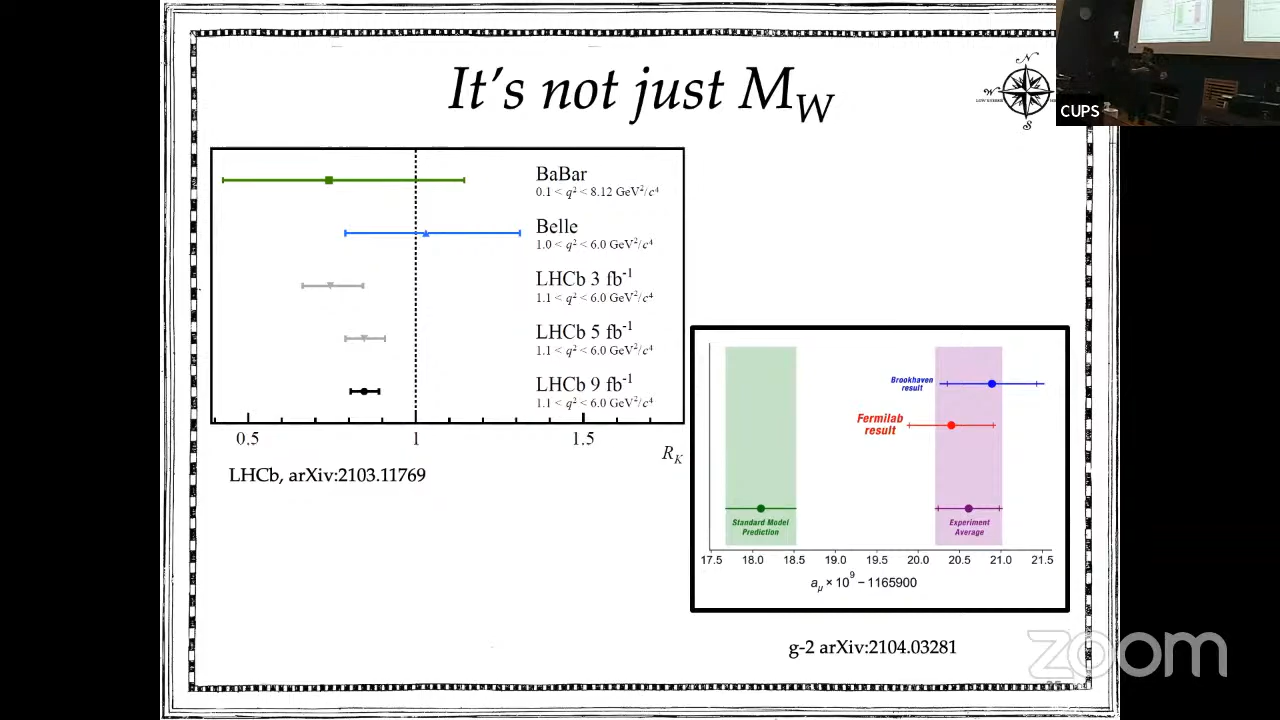 It's not just M_W
N
W
S
CUPS
BaBar
0.1 < q² < 8.12 GeV²/c⁴
Belle
1.0 < q² < 6.0 GeV²/c⁴
LHCb 3 fb⁻¹
1.1 < q² < 6.0 GeV²/c⁴
LHCb 5 fb⁻¹
1.1 < q² < 6.0 GeV²/c⁴
LHCb 9 fb⁻¹
1.1 < q² < 6.0 GeV²/c⁴
0.5 1 1.5
R_K
LHCb, arXiv:2103.11769
Brookhaven
result
Fermilab
result
Standard Model
Prediction
Experiment
Average
17.5 18.0 18.5 19.0 19.5 20.0 20.5 21.0 21.5
a_μ × 10⁹ − 1165900
g-2 arXiv:2104.03281
zoom